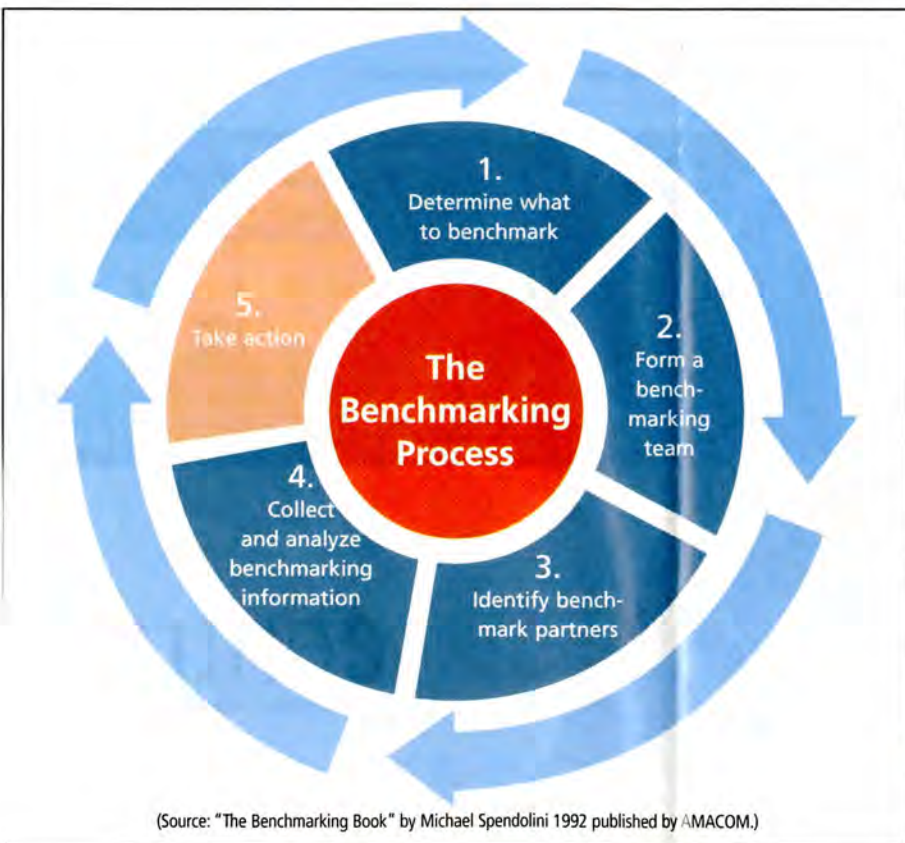 1.
Determine what
to benchmark
2.
Form a
bench-
marking
team
3.
Identify bench-
mark partners
4.
Collect
and analyze
benchmarking
information
5.
Take action
The
Benchmarking
Process
(Source: "The Benchmarking Book" by Michael Spendolini 1992 published by AMACOM.)